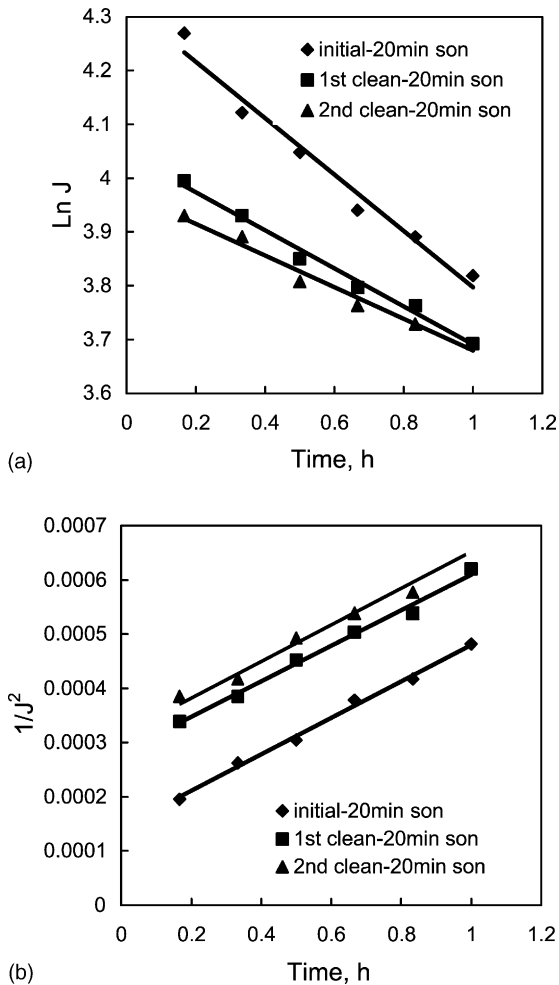 4.3
4.2
4.1
4
3.9
3.8
3.7
3.6
Ln J
initial-20min son
1st clean-20min son
2nd clean-20min son
0 0.2 0.4 0.6 0.8 1 1.2
Time, h
(a)
0.0007
0.0006
0.0005
0.0004
0.0003
0.0002
0.0001
0
1/J²
initial-20min son
1st clean-20min son
2nd clean-20min son
0 0.2 0.4 0.6 0.8 1 1.2
Time, h
(b)